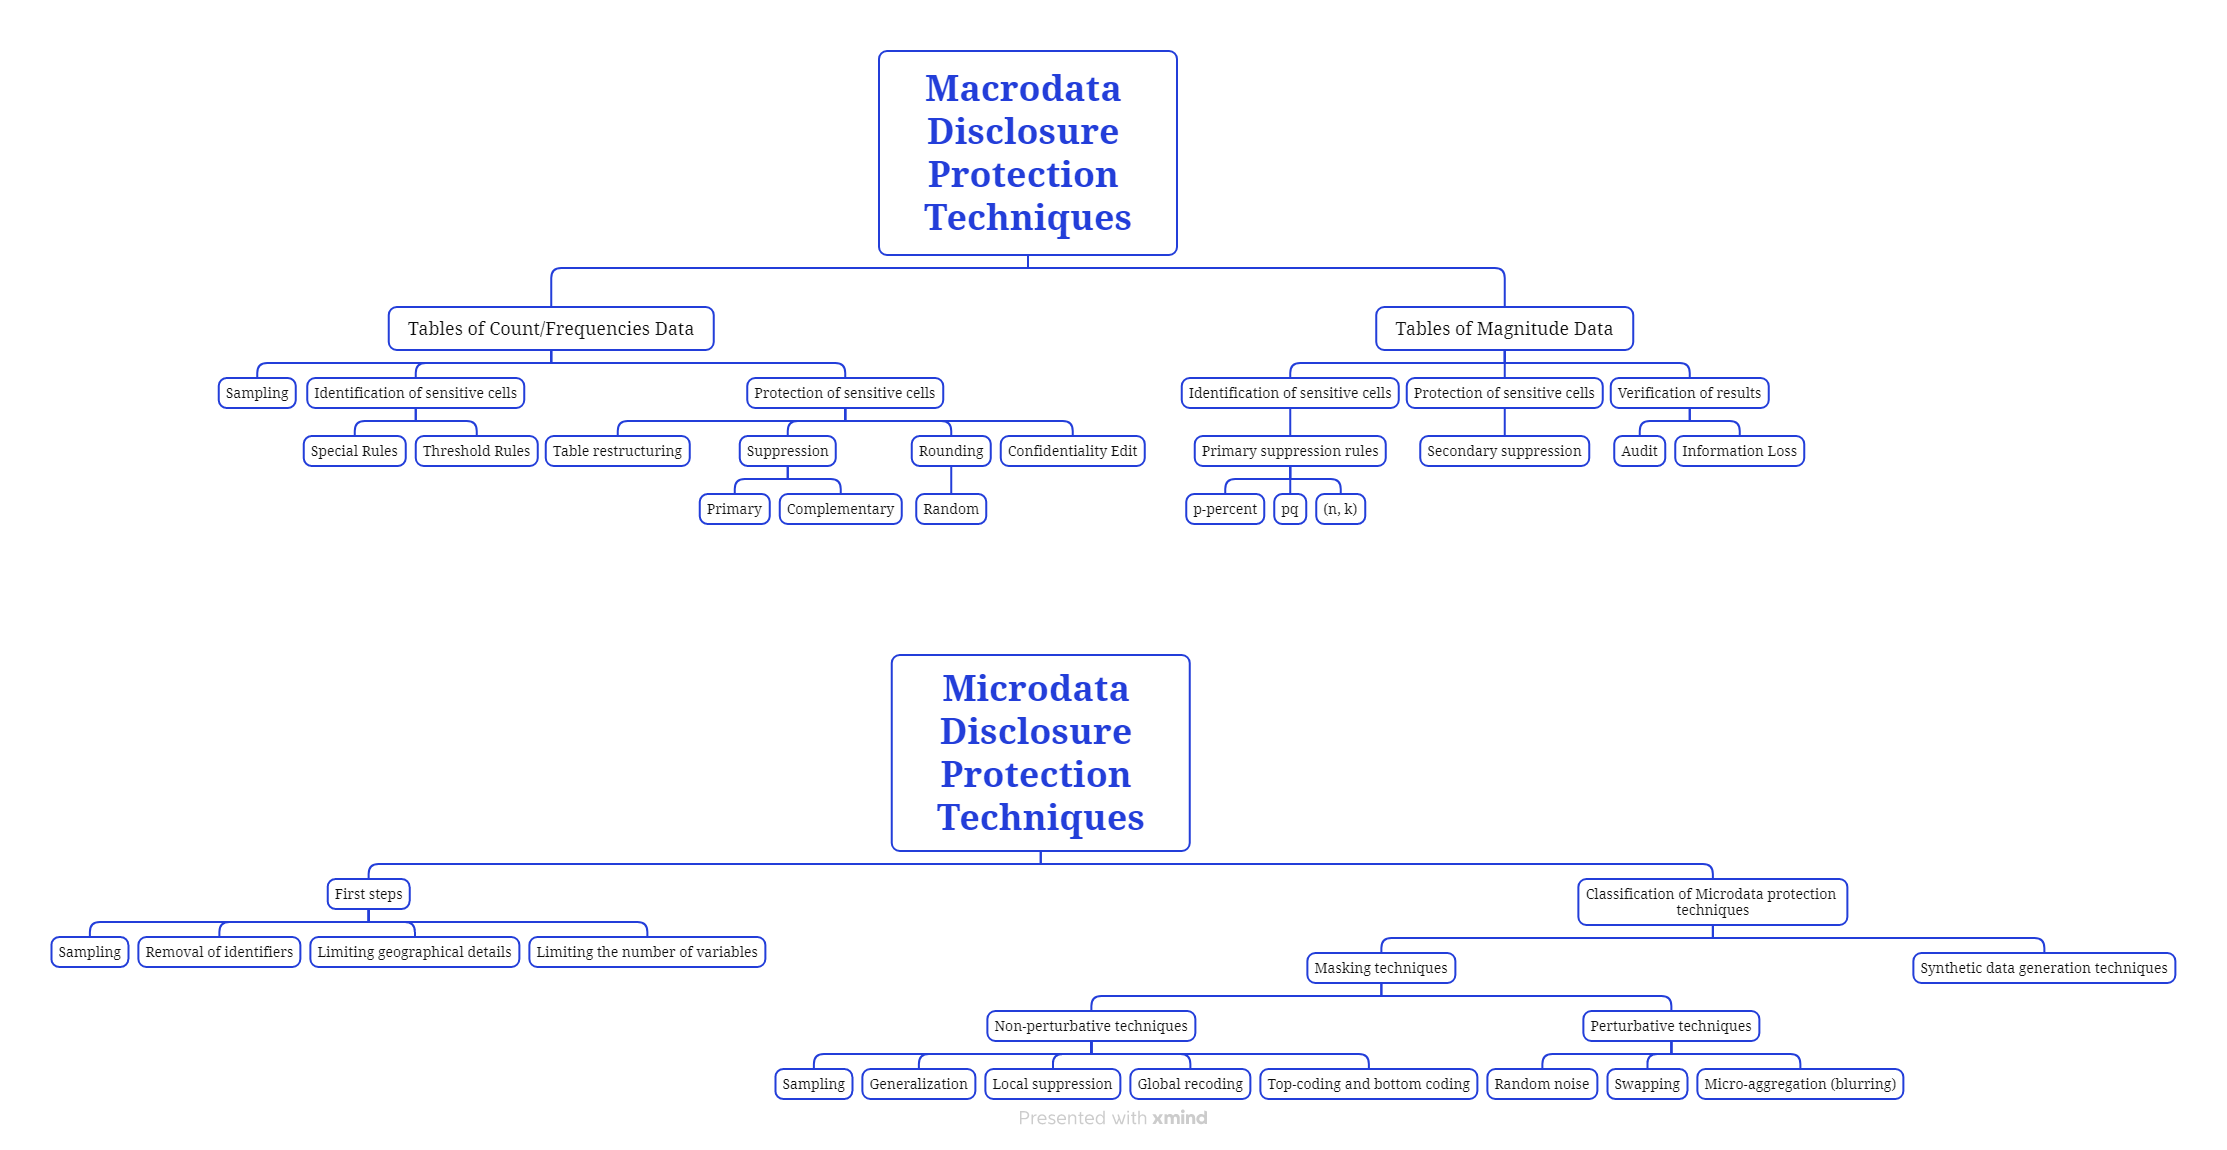 Macrodata
Disclosure
Protection
Techniques
Tables of Count/Frequencies Data
Tables of Magnitude Data
Sampling
Identification of sensitive cells
Protection of sensitive cells
Identification of sensitive cells
Protection of sensitive cells
Verification of results
Special Rules
Threshold Rules
Table restructuring
Suppression
Rounding
Confidentiality Edit
Primary suppression rules
Secondary suppression
Audit
Information Loss
Primary
Complementary
Random
p-percent
pq
(n, k)
Microdata
Disclosure
Protection
Techniques
First steps
Classification of Microdata protection
techniques
Sampling
Removal of identifiers
Limiting geographical details
Limiting the number of variables
Masking techniques
Synthetic data generation techniques
Non-perturbative techniques
Perturbative techniques
Sampling
Generalization
Local suppression
Global recoding
Top-coding and bottom coding
Random noise
Swapping
Micro-aggregation (blurring)
Presented with xmind